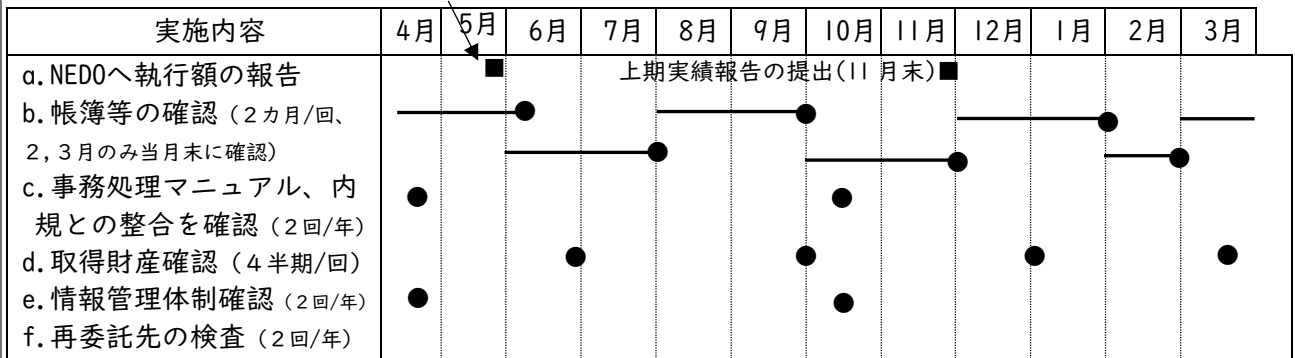 実施内容 4月 5月 6月 7月 8月 9月 10月 11月 12月 1月 2月 3月
a.NEDOへ執行額の報告 上期実績報告の提出(11月末)■
b.帳簿等の確認(2カ月/回、
2,3月のみ当月末に確認)
c.事務処理マニュアル、内
規との整合を確認(2回/年)
d.取得財産確認(4半期/回)
e.情報管理体制確認(2回/年)
f.再委託先の検査(2回/年)